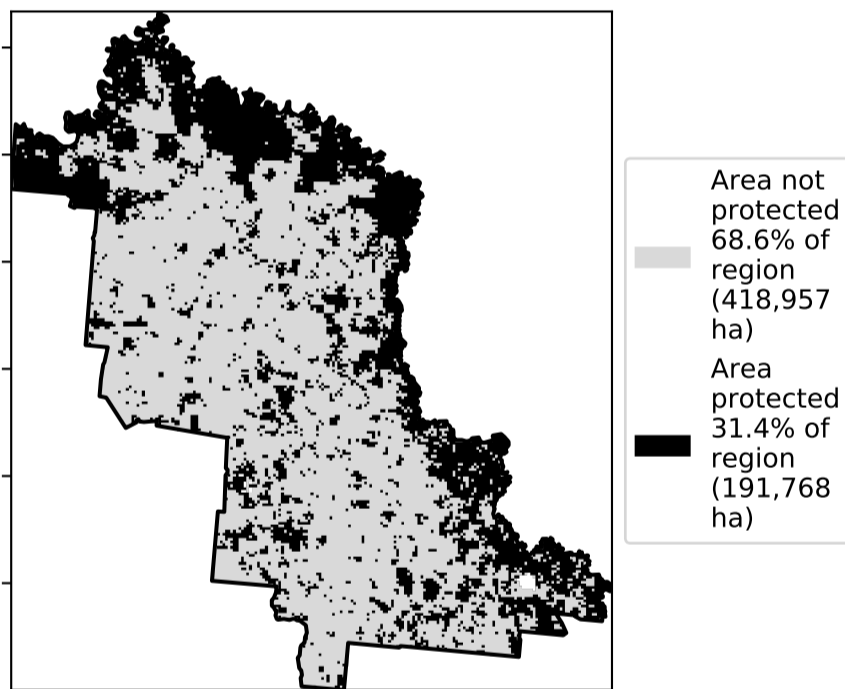 Area not
protected
68.6% of
region
(418,957
ha)
Area
protected
31.4% of
region
(191,768
ha)